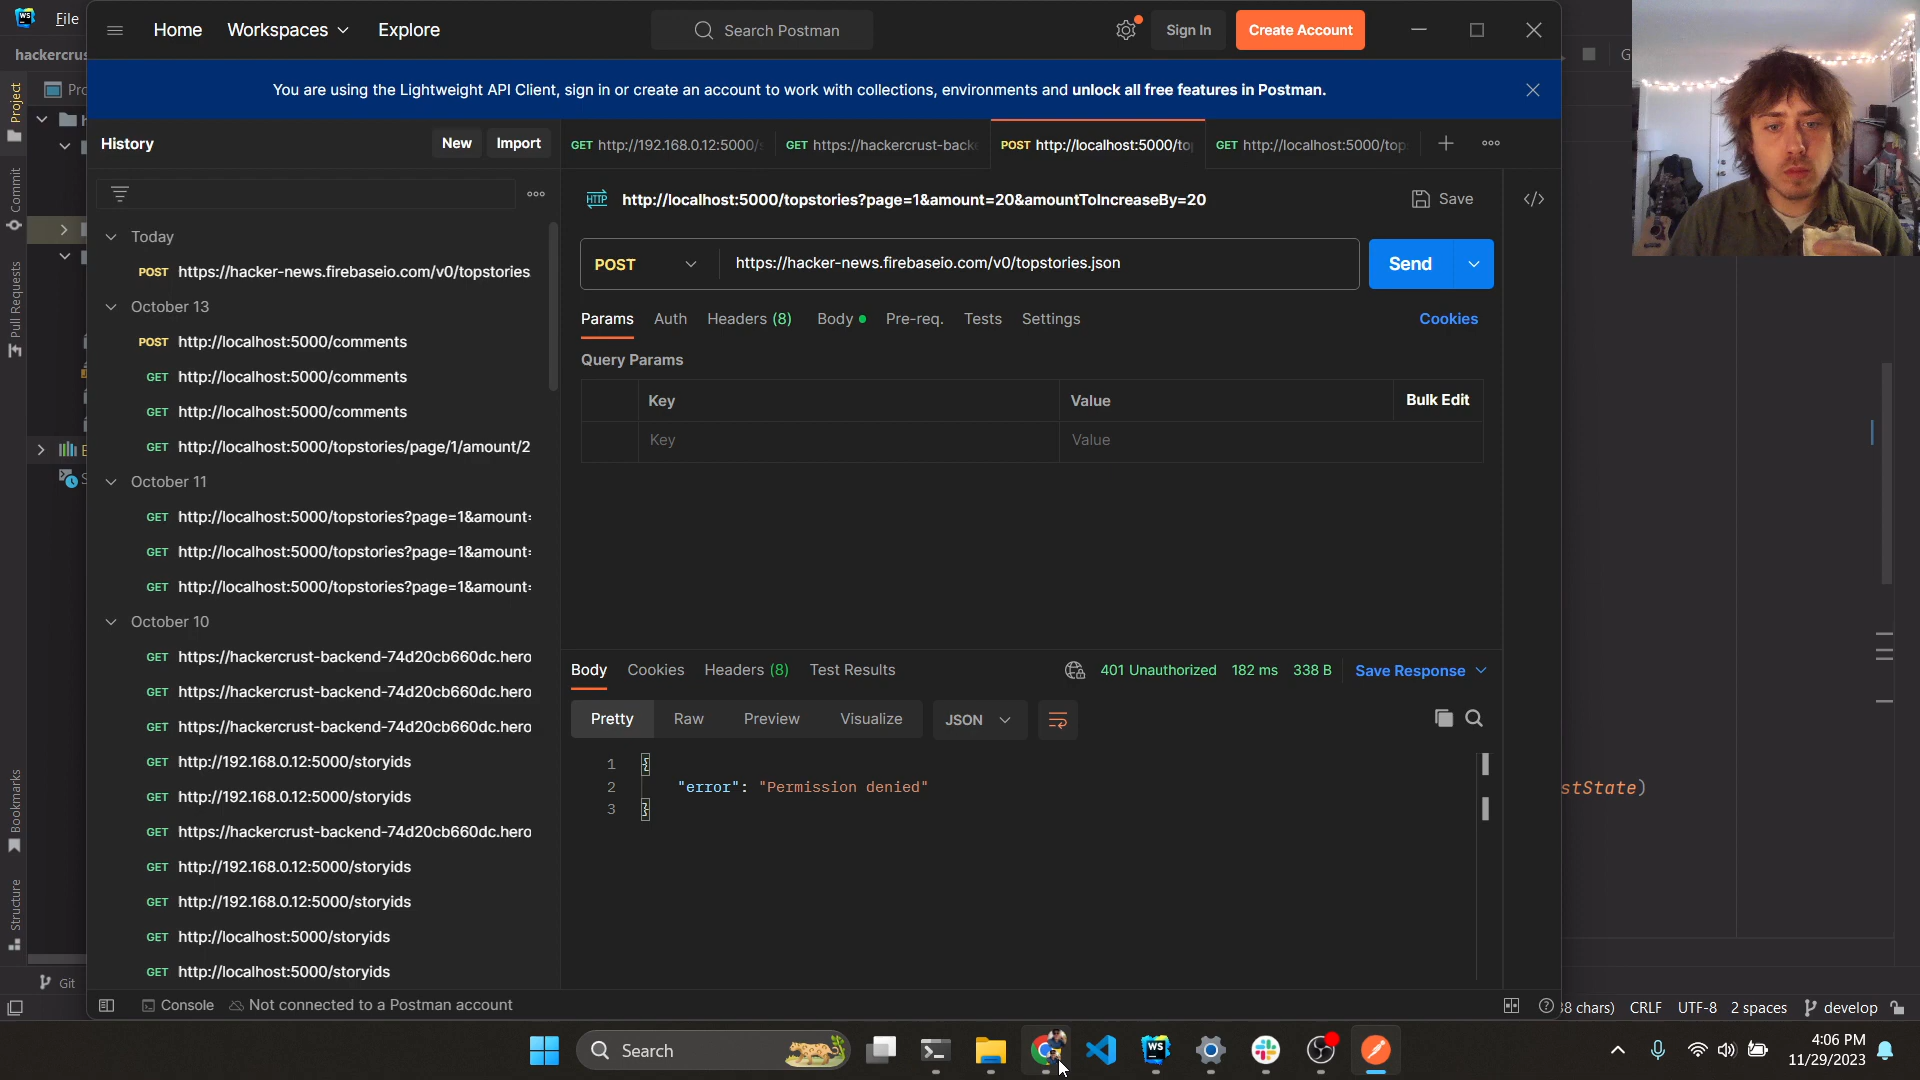 File
Home
Workspaces
Explore
Search Postman
Sign In
Create Account
hackercrus
G
You are using the Lightweight API Client, sign in or create an account to work with collections, environments and unlock all free features in Postman.
Project
Commit
Pull Requests
Bookmarks
Structure
History
New
Import
GET http://192.168.0.12:5000/
GET https://hackercrust-back
POST http://localhost:5000/to
GET http://localhost:5000/top
HTTP
http://localhost:5000/topstories?page=1&amount=20&amountToIncreaseBy=20
Save
</>
Today
POST https://hacker-news.firebaseio.com/v0/topstories
October 13
POST http://localhost:5000/comments
GET http://localhost:5000/comments
GET http://localhost:5000/comments
GET http://localhost:5000/topstories/page/1/amount/2
October 11
GET http://localhost:5000/topstories?page=1&amount=
GET http://localhost:5000/topstories?page=1&amount=
GET http://localhost:5000/topstories?page=1&amount=
October 10
GET https://hackercrust-backend-74d20cb660dc.hero
GET https://hackercrust-backend-74d20cb660dc.hero
GET https://hackercrust-backend-74d20cb660dc.hero
GET http://192.168.0.12:5000/storyids
GET http://192.168.0.12:5000/storyids
GET https://hackercrust-backend-74d20cb660dc.hero
GET http://192.168.0.12:5000/storyids
GET http://192.168.0.12:5000/storyids
GET http://localhost:5000/storyids
GET http://localhost:5000/storyids
POST
https://hacker-news.firebaseio.com/v0/topstories.json
Send
Params
Auth
Headers (8)
Body
Pre-req.
Tests
Settings
Cookies
Query Params
Key
Value
Bulk Edit
Key
Value
Body
Cookies
Headers (8)
Test Results
401 Unauthorized
182 ms
338 B
Save Response
Pretty
Raw
Preview
Visualize
JSON
1 {
2 "error": "Permission denied"
3 }
stState)
Git
Console
Not connected to a Postman account
38 chars)
CRLF
UTF-8
2 spaces
develop
Search
WS
4:06 PM
11/29/2023